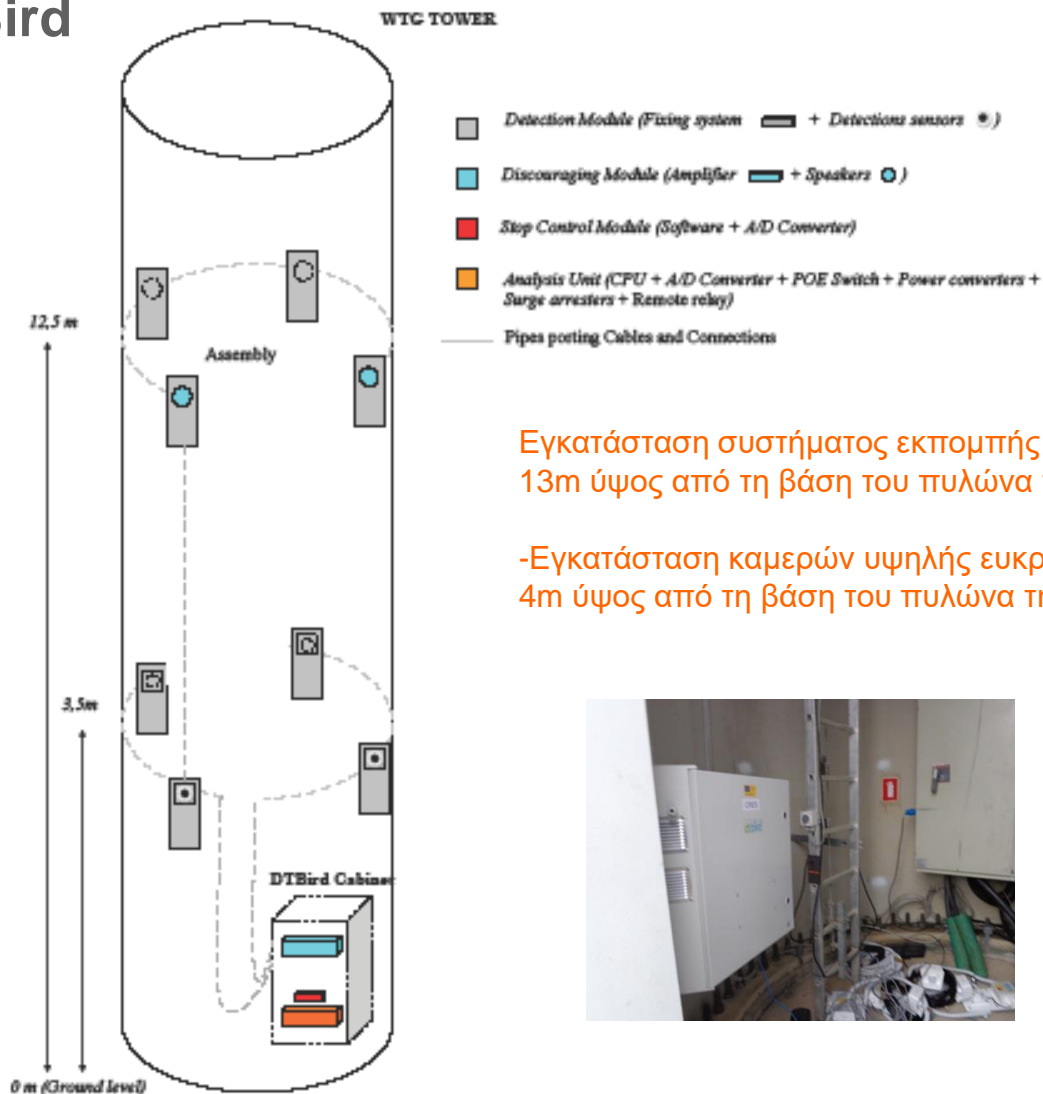 ird
WTG TOWER
Detection Module (Fixing system + Detections sensors )
Discouraging Module (Amplifier + Speakers )
Stop Control Module (Software + A/D Converter)
Analysis Unit (CPU + A/D Converter + POE Switch + Power converters +
Surge arresters + Remote relay)
Pipes porting Cables and Connections
12,5 m
Assembly
Εγκατάσταση συστήματος εκπομπής
13m ύψος από τη βάση του πυλώνα
-Εγκατάσταση καμερών υψηλής ευκρ
4m ύψος από τη βάση του πυλώνα τη
3,5m
DTBird Cabine
0 m (Ground level)